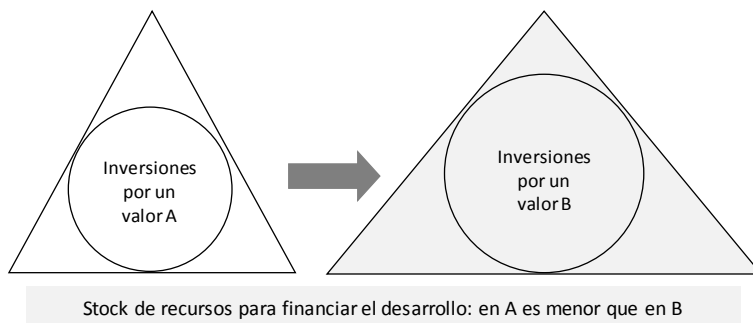 Inversiones
por un
valor A
Inversiones
por un
valor B
Stock de recursos para financiar el desarrollo: en A es menor que en B